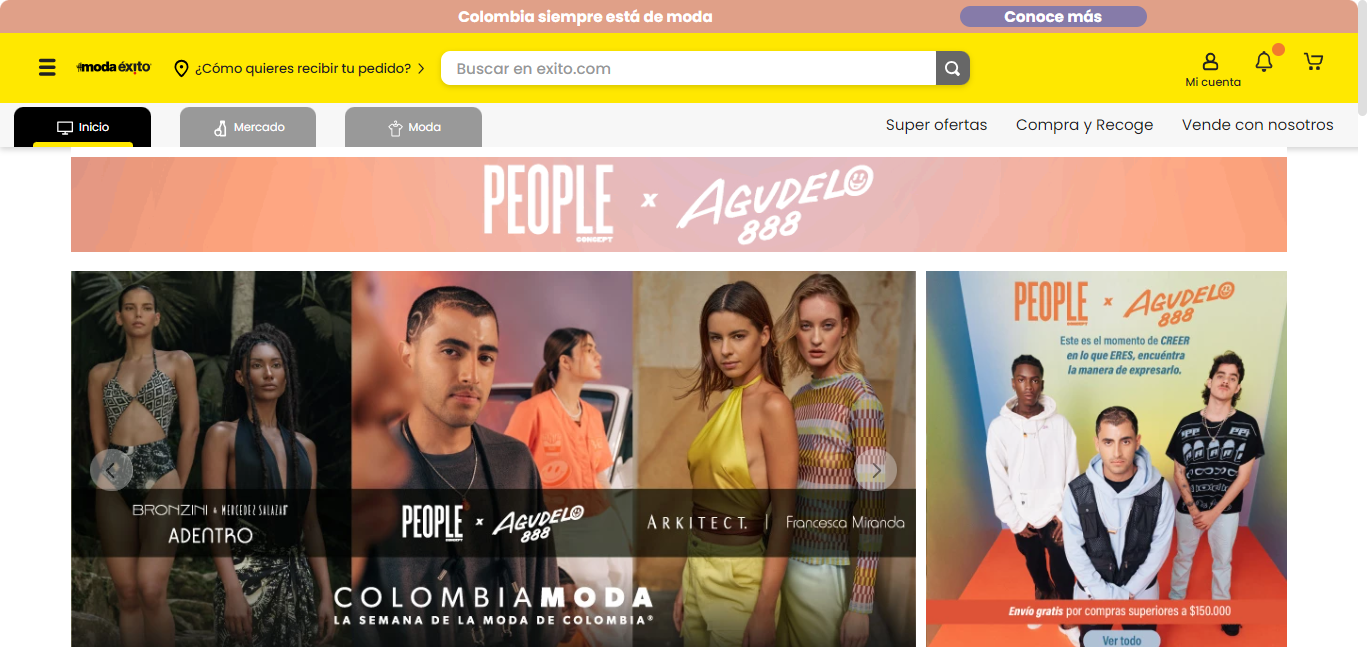 Colombia siempre está de moda
Conoce más
#moda éxito
¿Cómo quieres recibir tu pedido?
Buscar en exito.com
Mi cuenta
Inicio
Mercado
Moda
Super ofertas
Compra y Recoge
Vende con nosotros
PEOPLE CONCEPT x AGUDELO 888
BRONZINI & MERCEDEZ SALAZAR
ADENTRO
PEOPLE CONCEPT x AGUDELO 888
ARKITECT. | Francesca Miranda
COLOMBIAMODA
LA SEMANA DE LA MODA DE COLOMBIA®
PEOPLE CONCEPT x AGUDELO 888
Este es el momento de CREER
en lo que ERES, encuéntra
la manera de expresarlo.
Envío gratis por compras superiores a $150.000
Ver todo